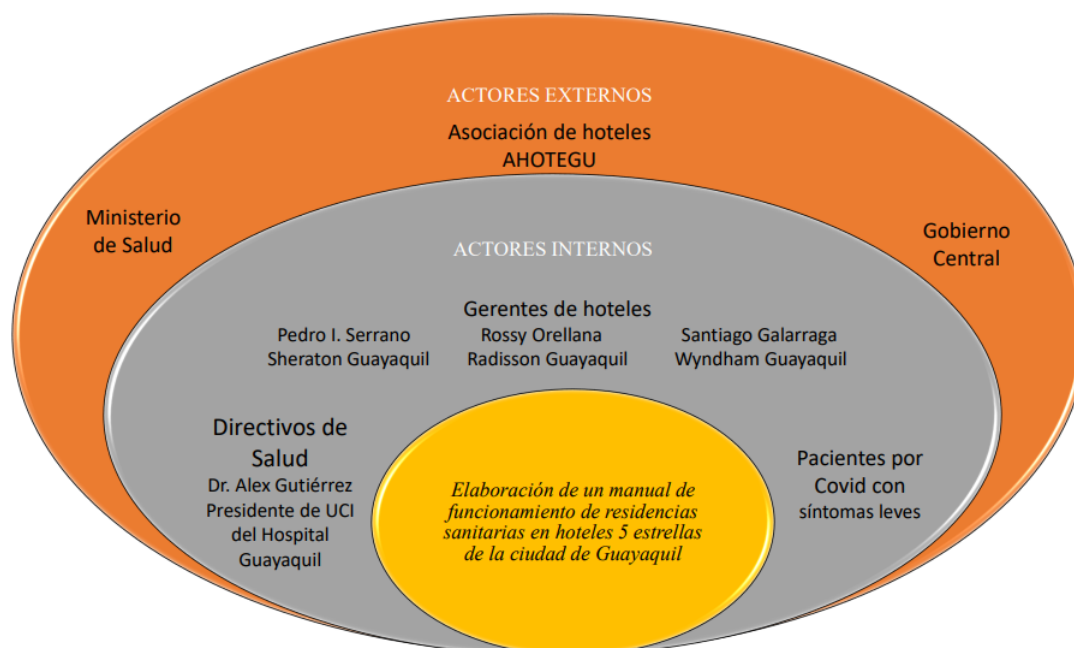 ACTORES EXTERNOS
Asociación de hoteles
AHOTEGU
Ministerio
de Salud
Gobierno
Central
ACTORES INTERNOS
Gerentes de hoteles
Pedro I. Serrano
Sheraton Guayaquil
Rossy Orellana
Radisson Guayaquil
Santiago Galarraga
Wyndham Guayaquil
Directivos de
Salud
Dr. Alex Gutiérrez
Presidente de UCI
del Hospital
Guayaquil
Elaboración de un manual de
funcionamiento de residencias
sanitarias en hoteles 5 estrellas
de la ciudad de Guayaquil
Pacientes por
Covid con
síntomas leves